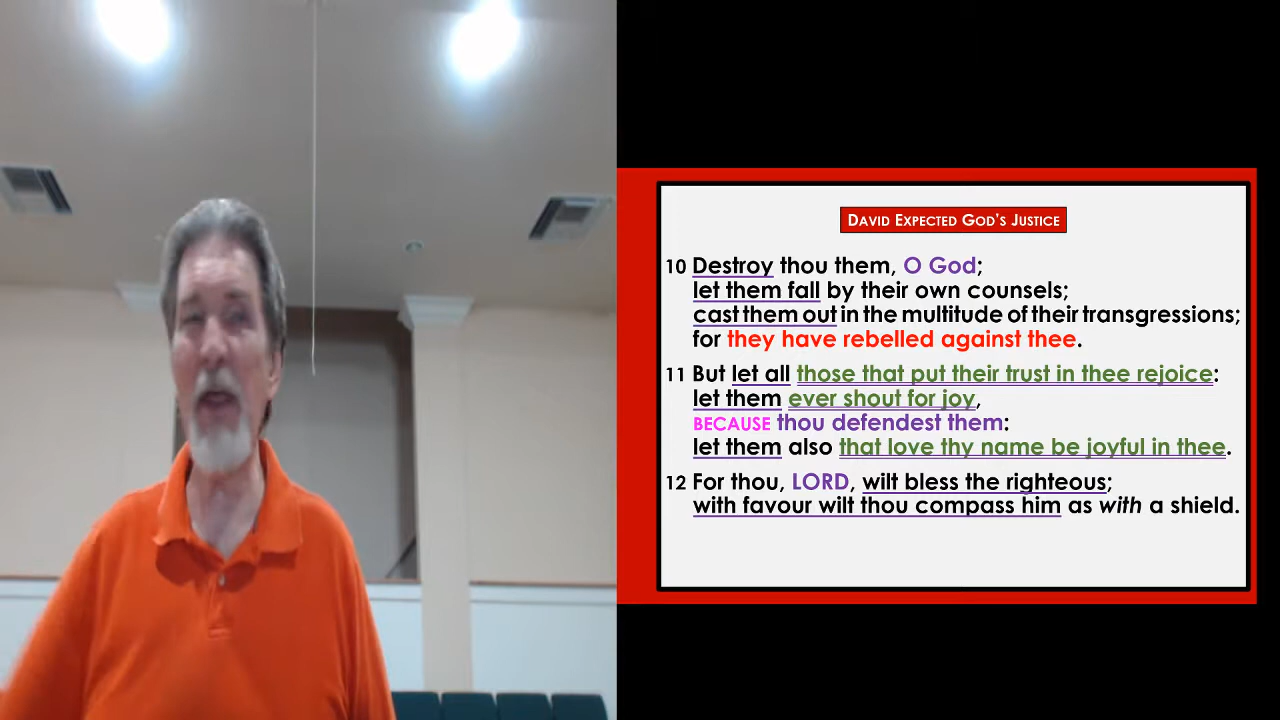 DAVID EXPECTED GOD'S JUSTICE
10 Destroy thou them, O God;
let them fall by their own counsels;
cast them out in the multitude of their transgressions;
for they have rebelled against thee.
11 But let all those that put their trust in thee rejoice:
let them ever shout for joy,
BECAUSE thou defendest them:
let them also that love thy name be joyful in thee.
12 For thou, LORD, wilt bless the righteous;
with favour wilt thou compass him as with a shield.